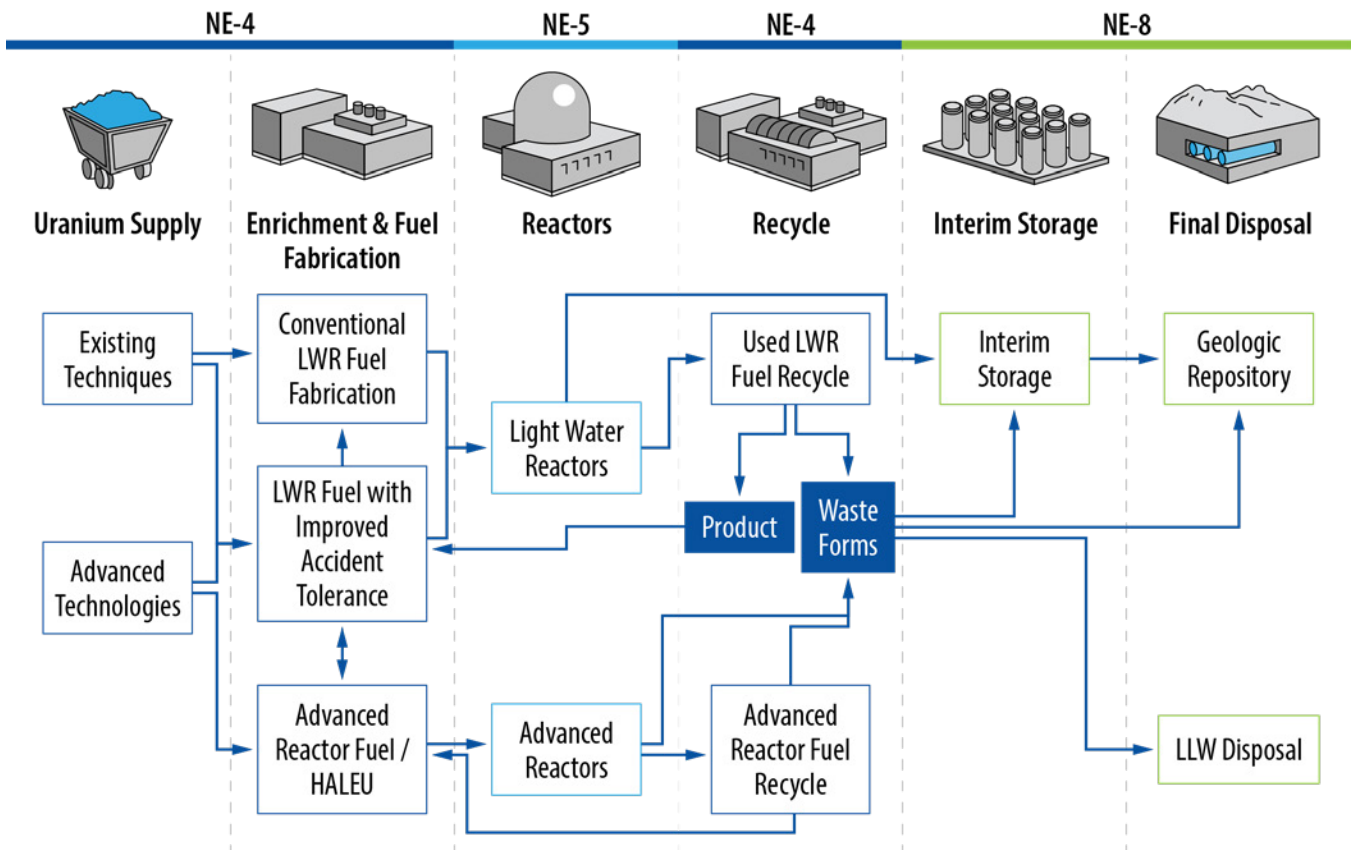 NE-4
NE-5
NE-4
NE-8
Uranium Supply
Enrichment & Fuel
Fabrication
Reactors
Recycle
Interim Storage
Final Disposal
Existing
Techniques
Advanced
Technologies
Conventional
LWR Fuel
Fabrication
LWR Fuel with
Improved
Accident
Tolerance
Advanced
Reactor Fuel /
HALEU
Light Water
Reactors
Advanced
Reactors
Used LWR
Fuel Recycle
Product
Waste
Forms
Advanced
Reactor Fuel
Recycle
Interim
Storage
Geologic
Repository
LLW Disposal